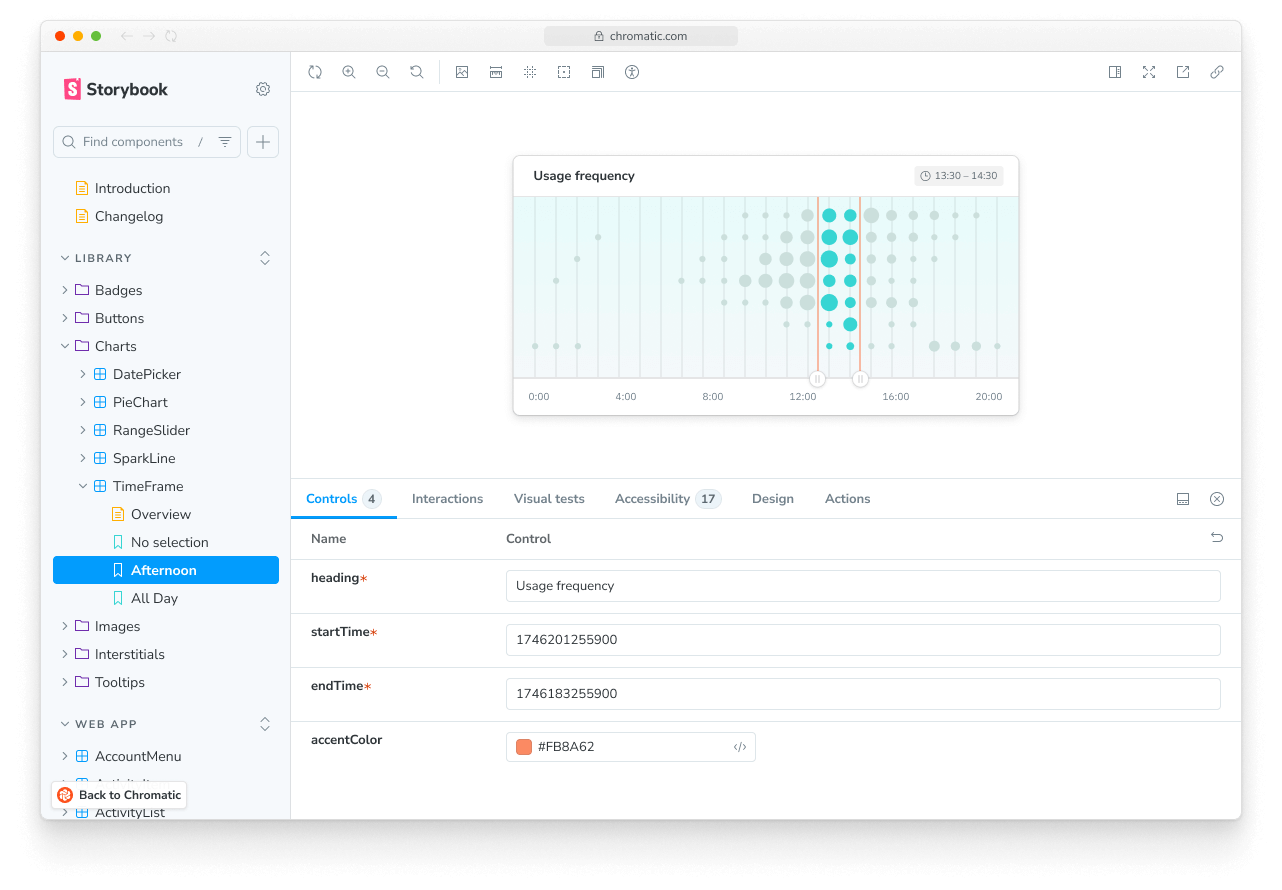 chromatic.com
Storybook
Find components /
Introduction
Changelog
LIBRARY
Badges
Buttons
Charts
DatePicker
PieChart
RangeSlider
SparkLine
TimeFrame
Overview
No selection
Afternoon
All Day
Images
Interstitials
Tooltips
WEB APP
AccountMenu
Back to Chromatic
ActivityList
Usage frequency
13:30 – 14:30
0:00 4:00 8:00 12:00 16:00 20:00
Controls 4 Interactions Visual tests Accessibility 17 Design Actions
Name Control
heading* Usage frequency
startTime* 1746201255900
endTime* 1746183255900
accentColor #FB8A62